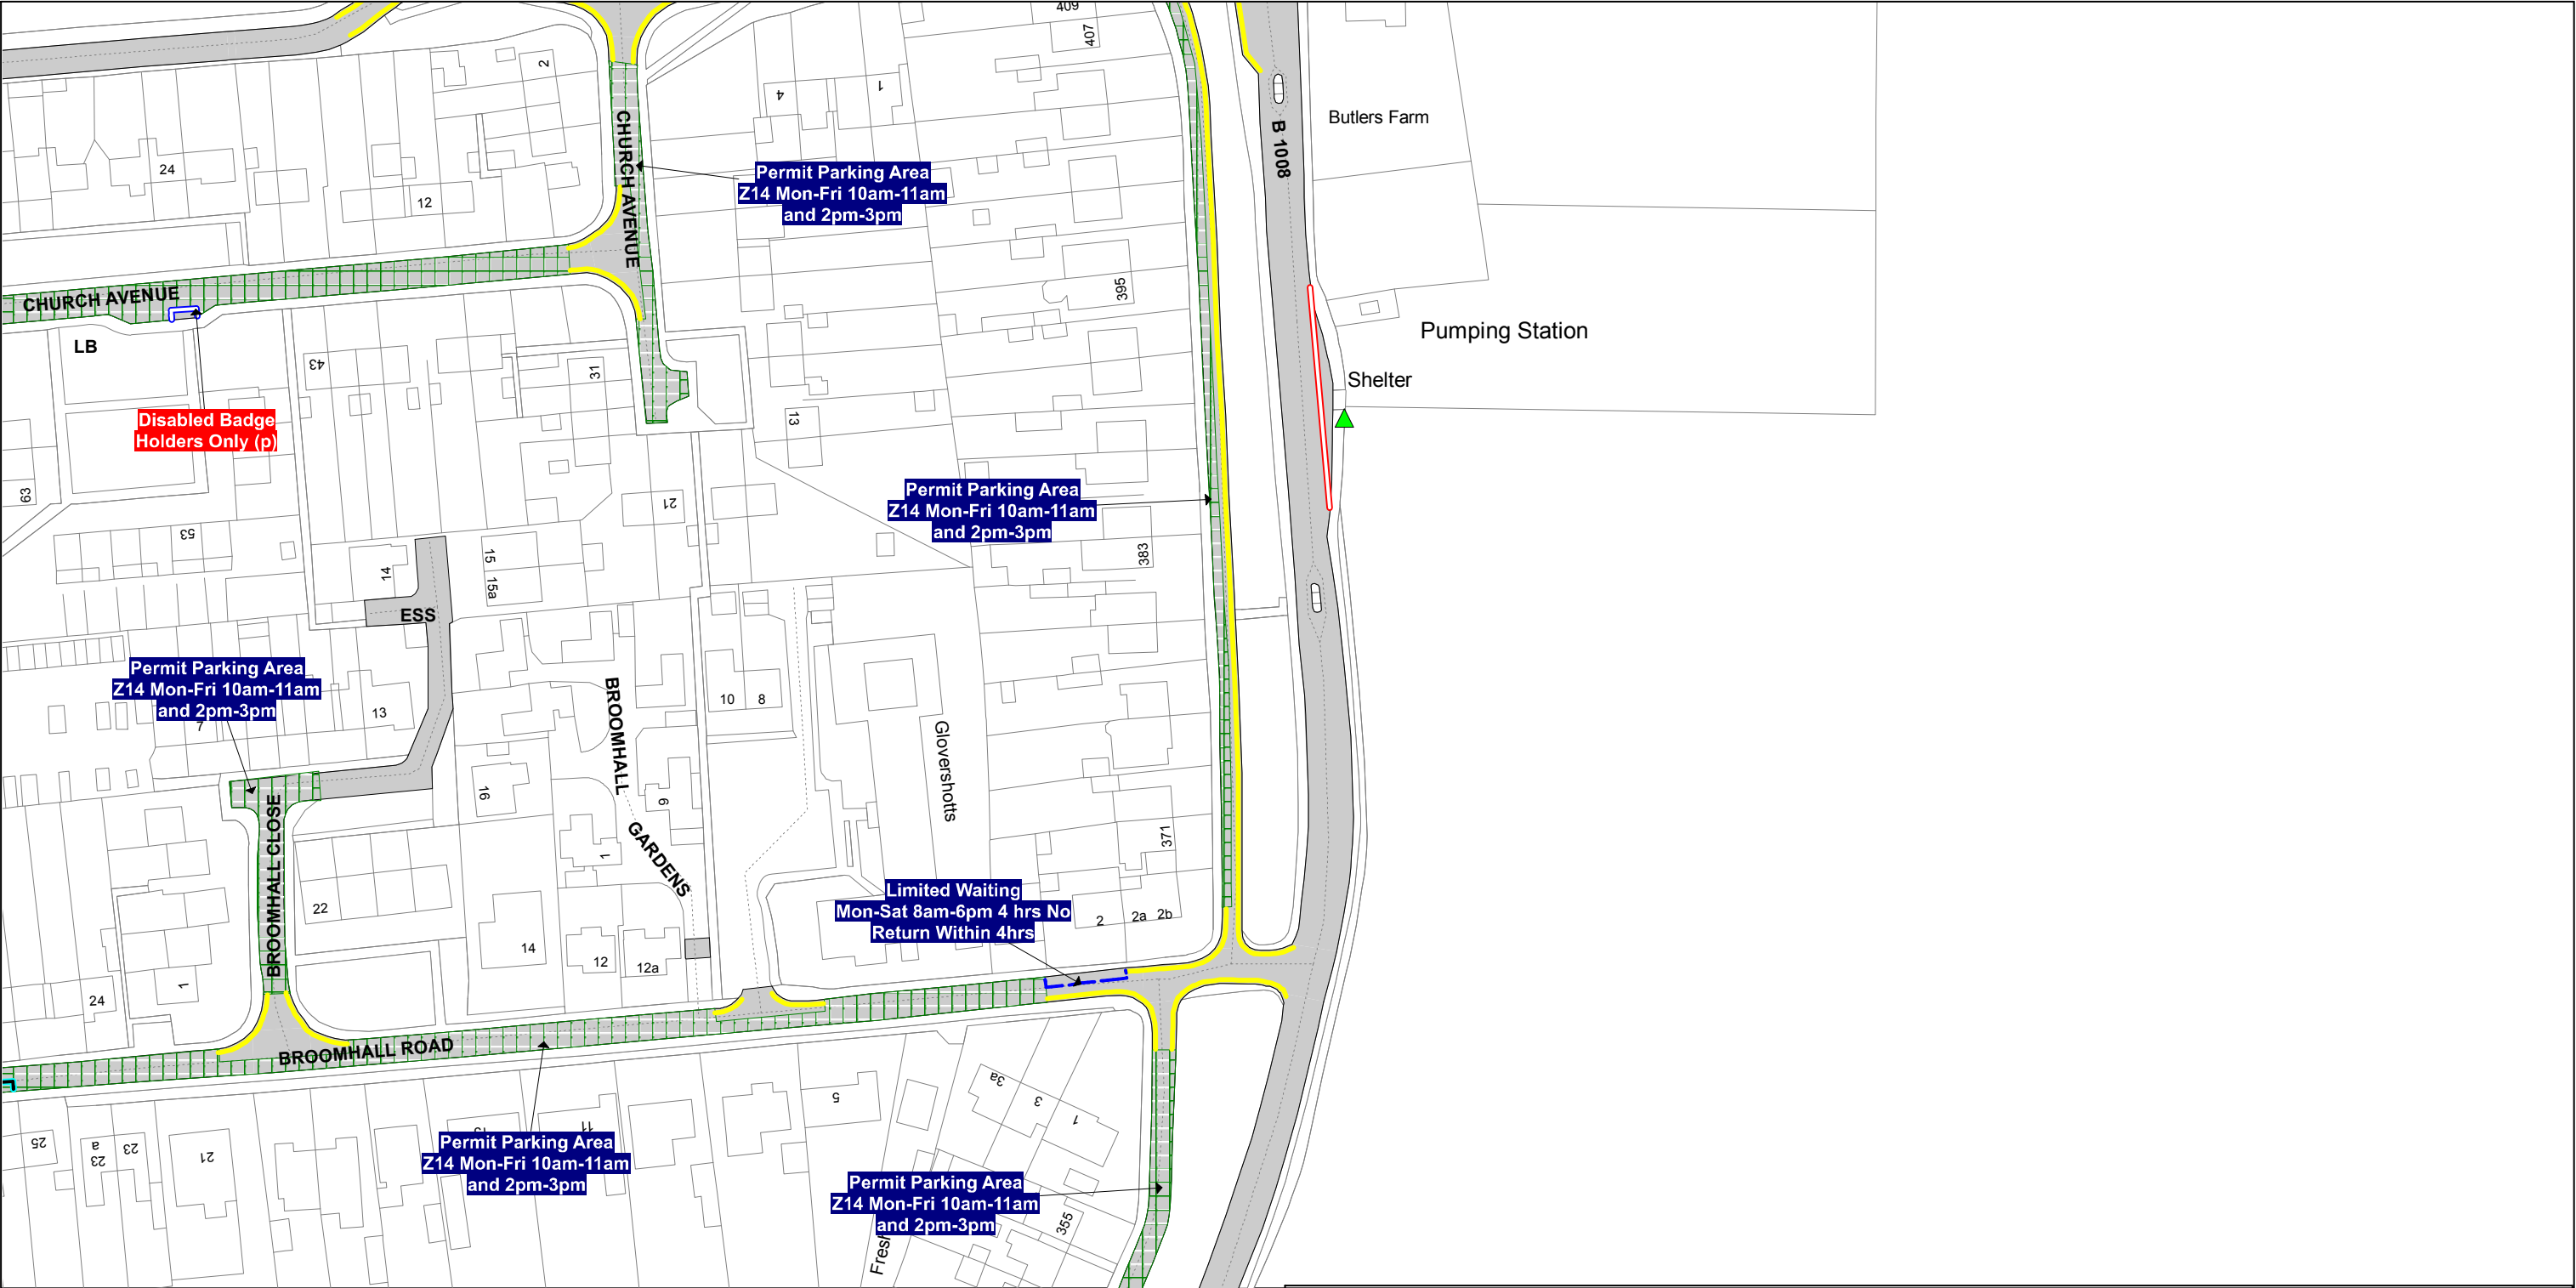 409
407
2
4
1
Butlers Farm
CHURCH AVENUE
B 1008
24
12
Permit Parking Area
Z14 Mon-Fri 10am-11am
and 2pm-3pm
CHURCH AVENUE
395
Pumping Station
LB
43
31
Shelter
13
Disabled Badge
Holders Only (p)
63
21
Permit Parking Area
Z14 Mon-Fri 10am-11am
and 2pm-3pm
53
14
15
15a
383
ESS
Permit Parking Area
Z14 Mon-Fri 10am-11am
and 2pm-3pm
7
13
10
8
BROOMHALL
GARDENS
Glovershotts
16
9
1
371
BROOMHALL CLOSE
22
14
12
12a
Limited Waiting
Mon-Sat 8am-6pm 4 hrs No
Return Within 4hrs
2
2a
2b
24
1
BROOMHALL ROAD
5
3a
3
1
25
23
a
23
21
11
Permit Parking Area
Z14 Mon-Fri 10am-11am
and 2pm-3pm
Permit Parking Area
Z14 Mon-Fri 10am-11am
and 2pm-3pm
355